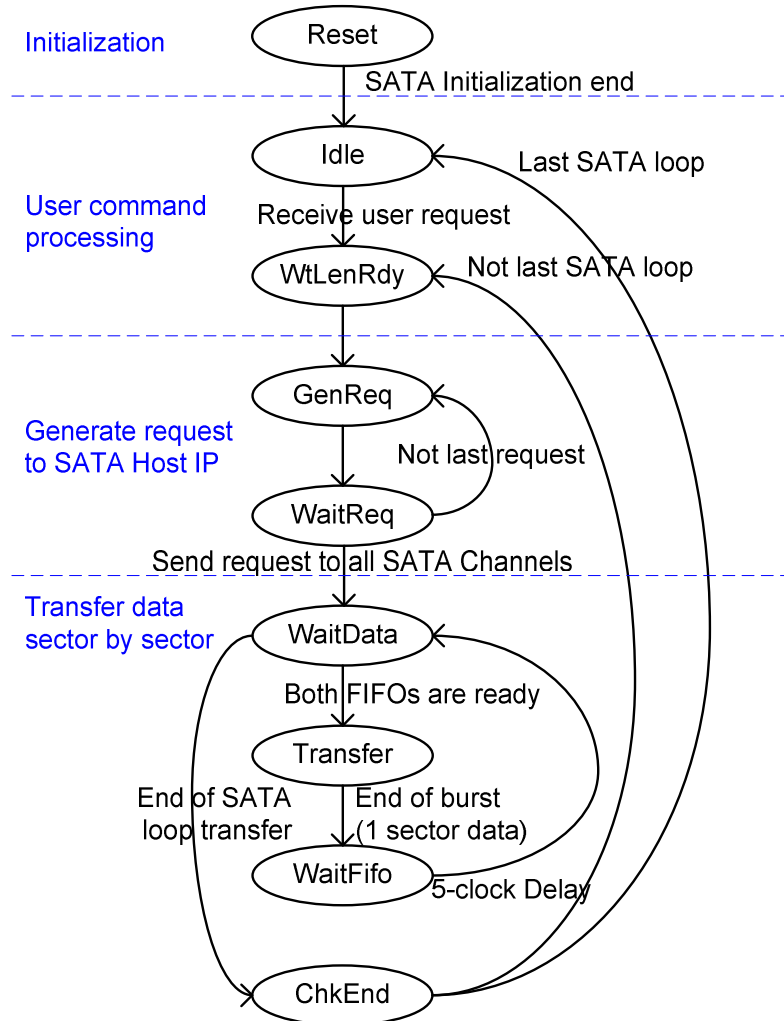 Reset
Initialization
SATA Initialization end
Idle
Last SATA loop
User command
processing
Receive user request
WtLenRdy
Not last SATA loop
GenReq
Generate request
to SATA Host IP
Not last request
WaitReq
Send request to all SATA Channels
Transfer data
sector by sector
WaitData
Both FIFOs are ready
Transfer
End of SATA
loop transfer
End of burst
(1 sector data)
WaitFifo
5-clock Delay
ChkEnd